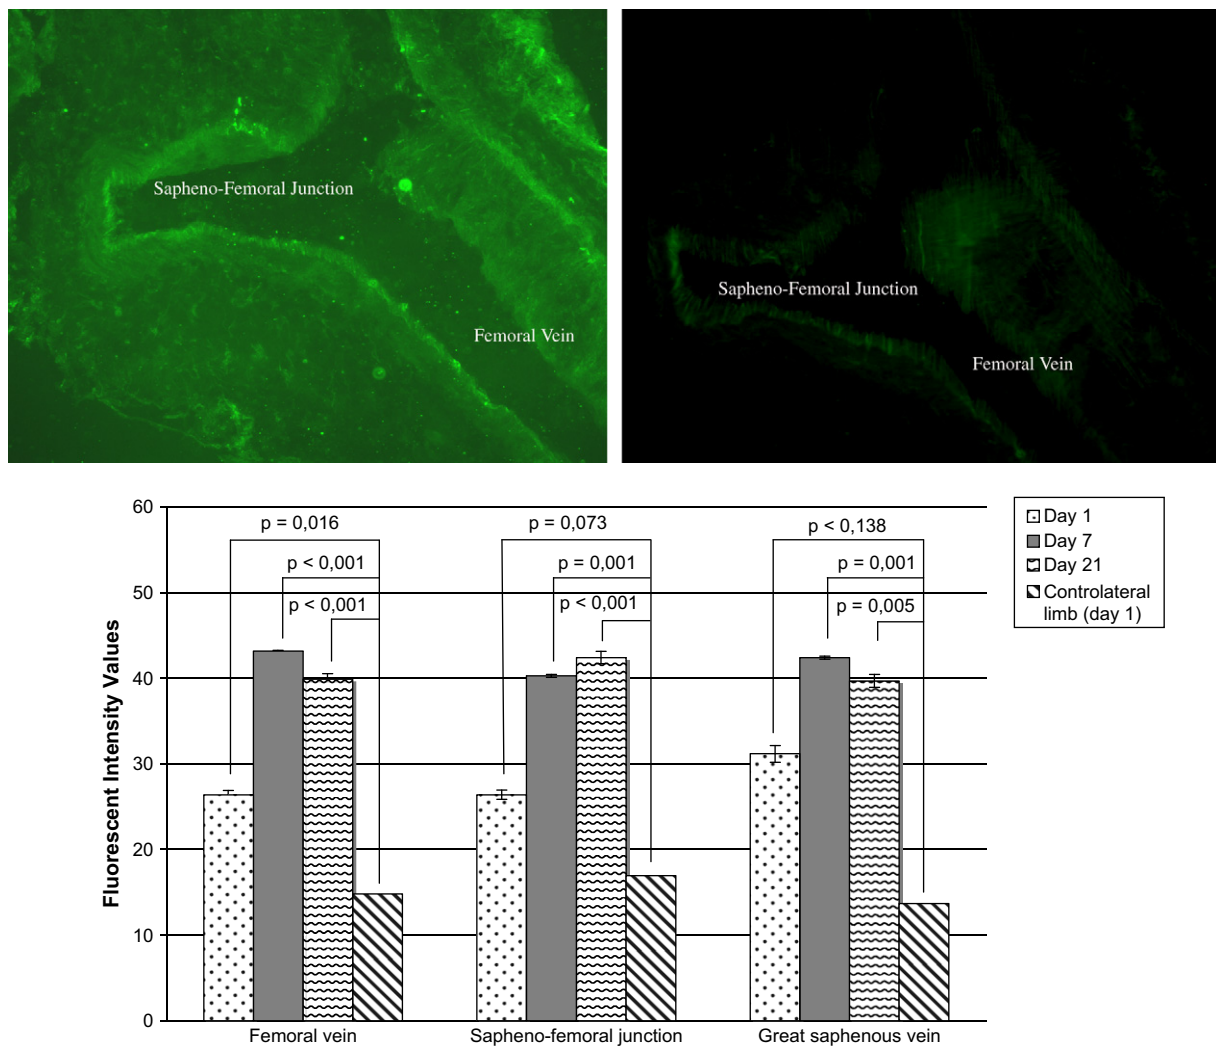 Sapheno-Femoral Junction
Femoral Vein
Sapheno-Femoral Junction
Femoral Vein
Fluorescent Intensity Values
60
50
40
30
20
10
0
p = 0,016
p < 0,001
p < 0,001
p = 0,073
p = 0,001
p < 0,001
p < 0,138
p = 0,001
p = 0,005
Femoral vein
Sapheno-femoral junction
Great saphenous vein
Day 1
Day 7
Day 21
Controlateral
limb (day 1)